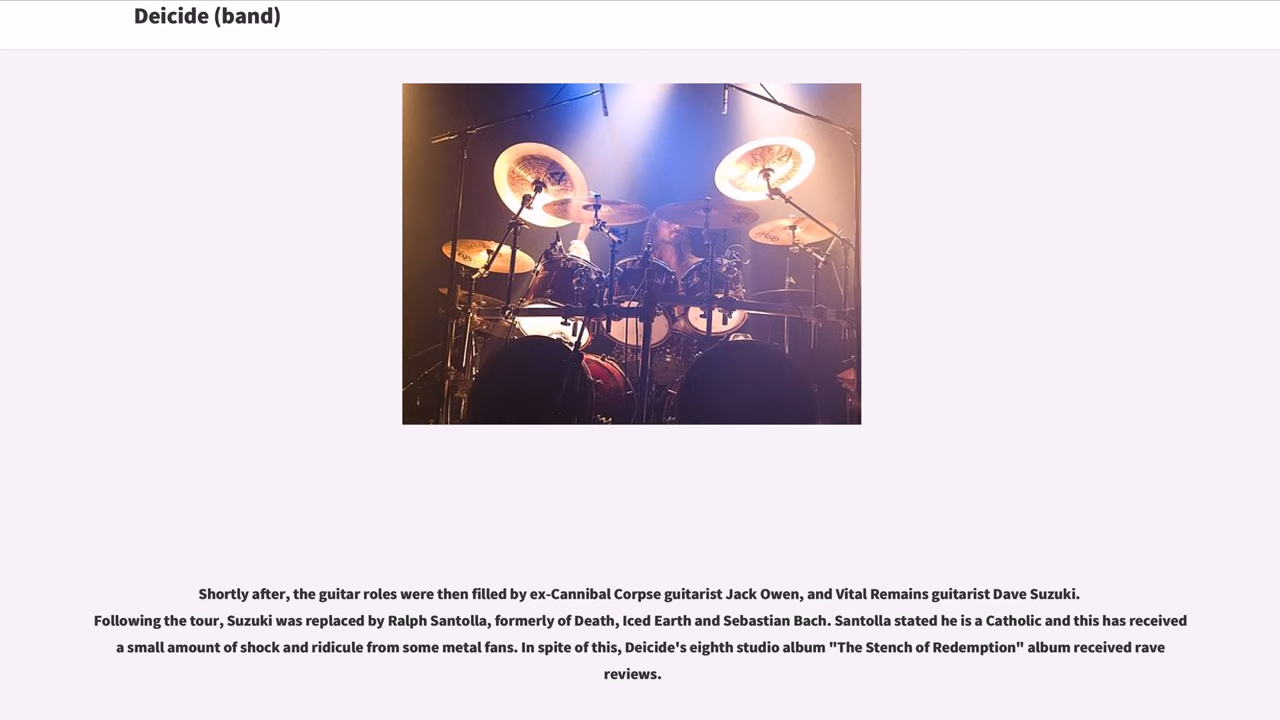 Deicide (band)
Shortly after, the guitar roles were then filled by ex-Cannibal Corpse guitarist Jack Owen, and Vital Remains guitarist Dave Suzuki.
Following the tour, Suzuki was replaced by Ralph Santolla, formerly of Death, Iced Earth and Sebastian Bach. Santolla stated he is a Catholic and this has received
a small amount of shock and ridicule from some metal fans. In spite of this, Deicide's eighth studio album "The Stench of Redemption" album received rave
reviews.